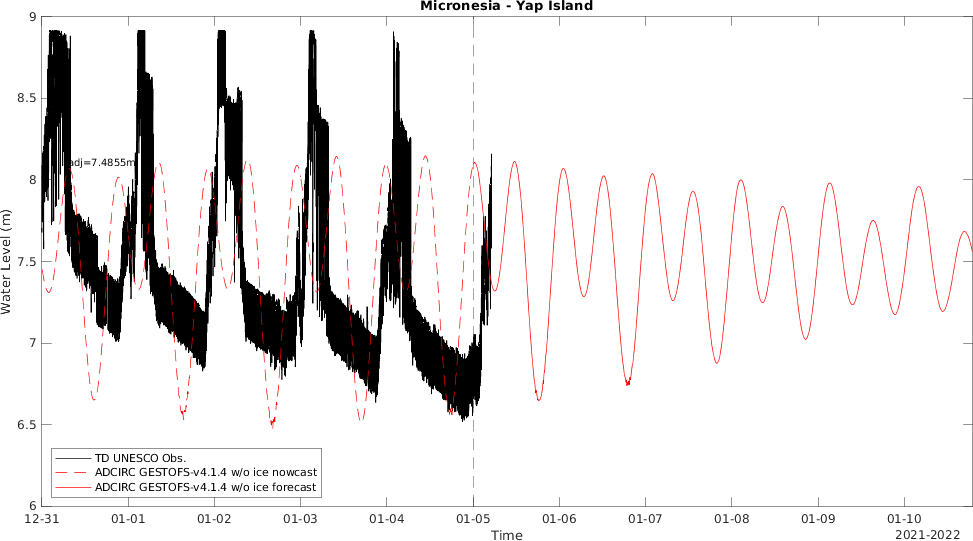 Micronesia - Yap Island
9
8.5
8
7.5
7
6.5
6
Water Level (m)
adj=7.4855m
TD UNESCO Obs.
ADCIRC GESTOFS-v4.1.4 w/o ice nowcast
ADCIRC GESTOFS-v4.1.4 w/o ice forecast
12-31 01-01 01-02 01-03 01-04 01-05 01-06 01-07 01-08 01-09 01-10
Time
2021-2022